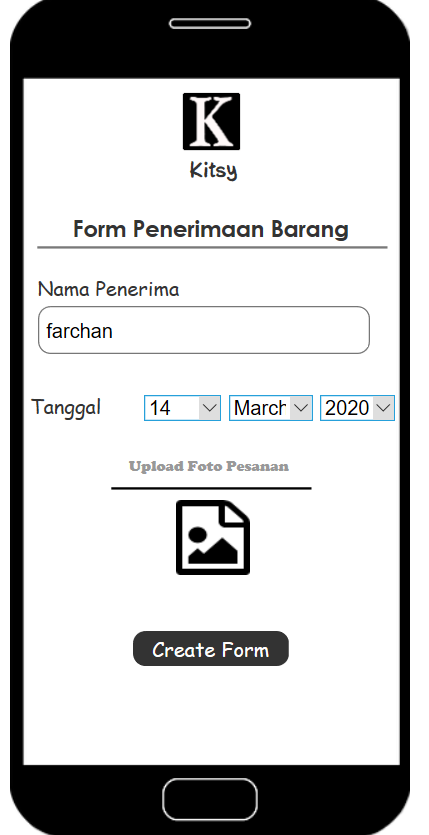 K
Kitsy
Form Penerimaan Barang
Nama Penerima
farchan
Tanggal 14 March 2020
Upload Foto Pesanan
Create Form